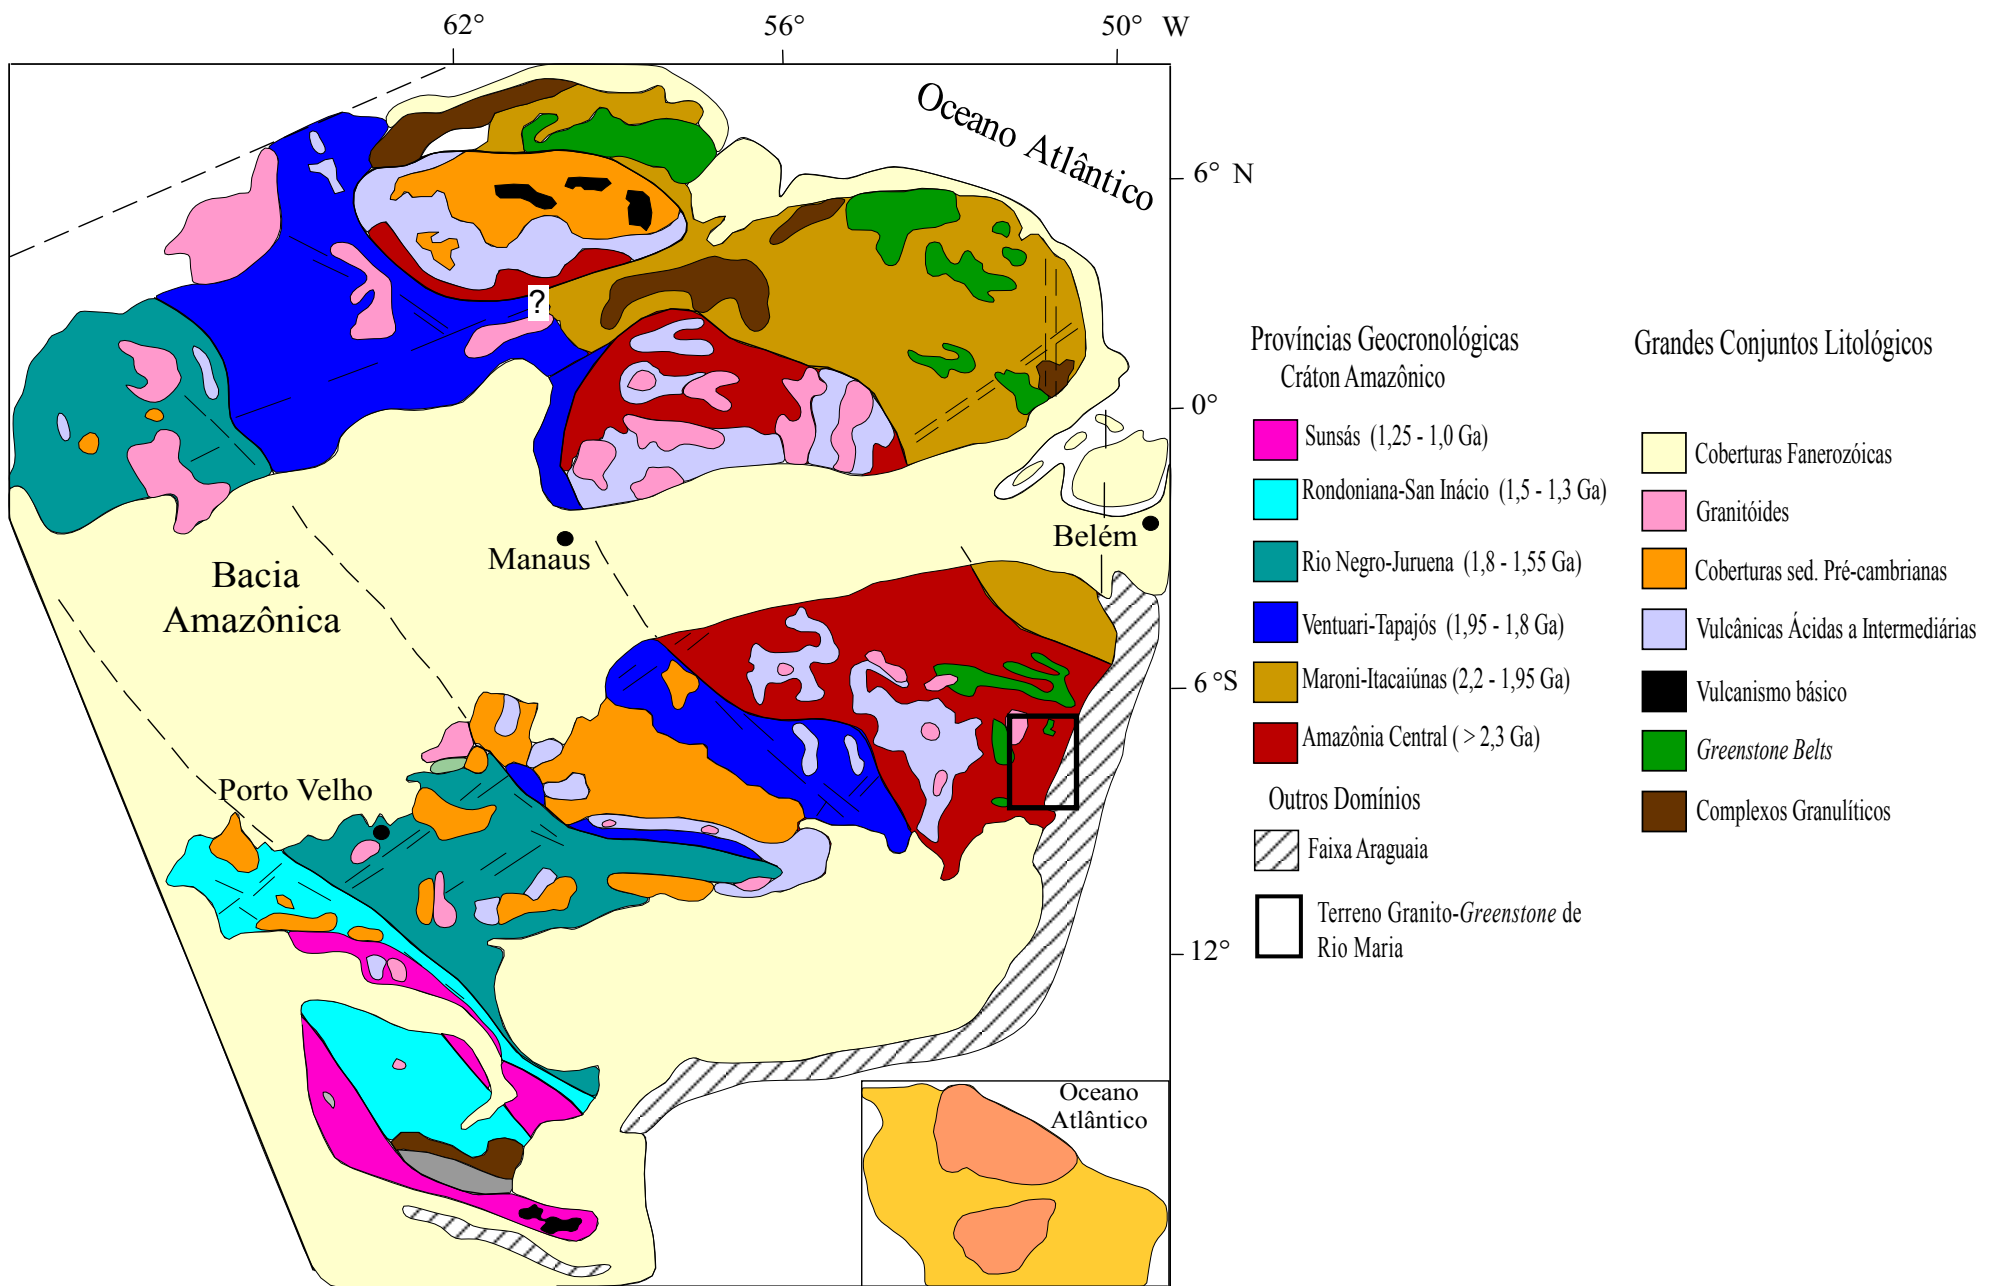 62°
56°
50° W
Oceano Atlântico
6° N
?
0°
Belém
Manaus
Bacia
Amazônica
6°S
Porto Velho
12°
Oceano
Atlântico
Províncias Geocronológicas
Cráton Amazônico
Sunsás (1,25 - 1,0 Ga)
Rondoniana-San Inácio (1,5 - 1,3 Ga)
Rio Negro-Juruena (1,8 - 1,55 Ga)
Ventuari-Tapajós (1,95 - 1,8 Ga)
Maroni-Itacaiúnas (2,2 - 1,95 Ga)
Amazônia Central ( > 2,3 Ga)
Outros Domínios
Faixa Araguaia
Terreno Granito-Greenstone de
Rio Maria
Grandes Conjuntos Litológicos
Coberturas Fanerozóicas
Granitóides
Coberturas sed. Pré-cambrianas
Vulcânicas Ácidas a Intermediárias
Vulcanismo básico
Greenstone Belts
Complexos Granulíticos